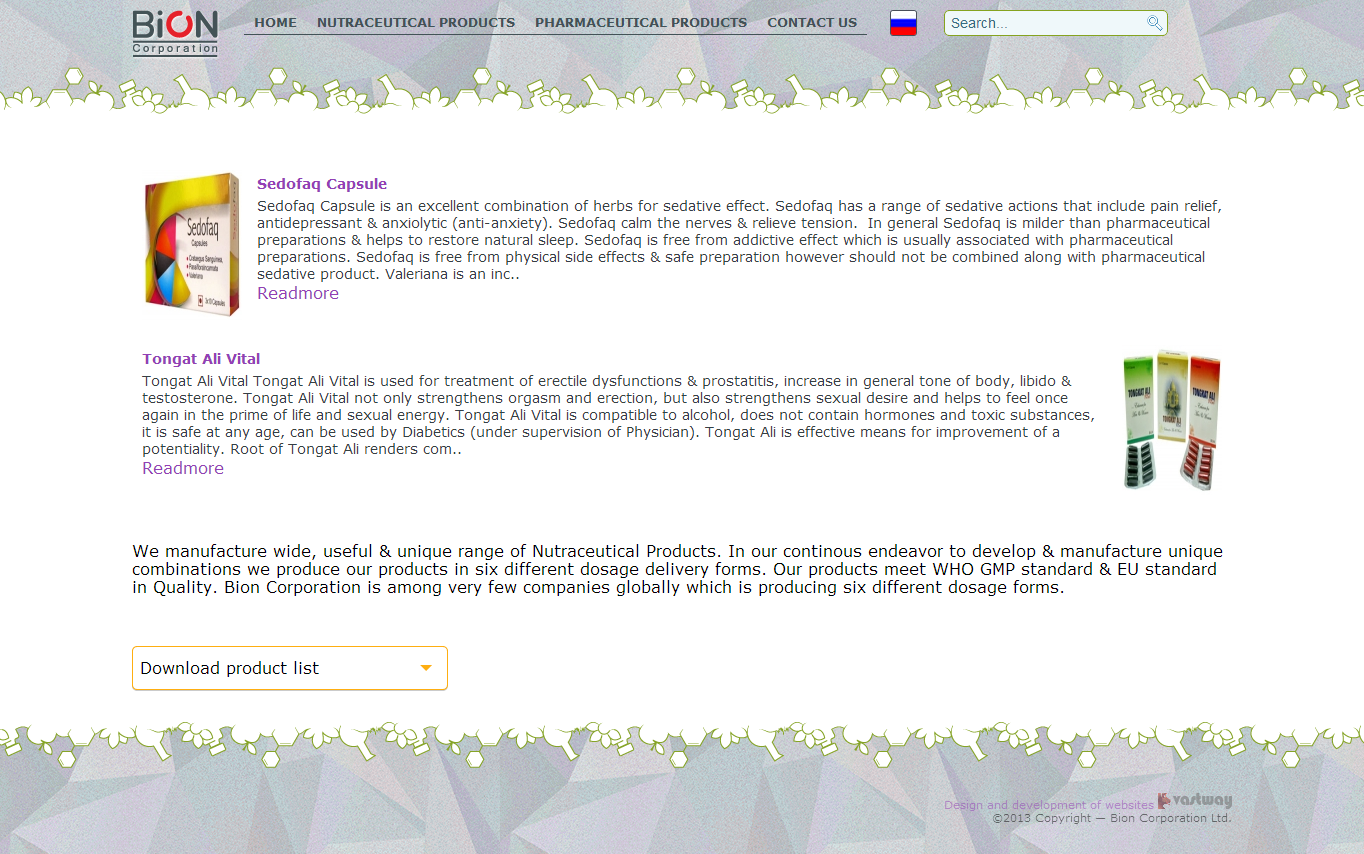 BiON
Corporation
HOME
NUTRACEUTICAL PRODUCTS
PHARMACEUTICAL PRODUCTS
CONTACT US
Search...
Sedofaq Capsule
Sedofaq Capsule is an excellent combination of herbs for sedative effect. Sedofaq has a range of sedative actions that include pain relief,
antidepressant & anxiolytic (anti-anxiety). Sedofaq calm the nerves & relieve tension.  In general Sedofaq is milder than pharmaceutical
preparations & helps to restore natural sleep. Sedofaq is free from addictive effect which is usually associated with pharmaceutical
preparations. Sedofaq is free from physical side effects & safe preparation however should not be combined along with pharmaceutical
sedative product. Valeriana is an inc..
Readmore
Sedofaq
Capsules
Valeriana
3x10 Capsules
Tongat Ali Vital
Tongat Ali Vital Tongat Ali Vital is used for treatment of erectile dysfunctions & prostatitis, increase in general tone of body, libido &
testosterone. Tongat Ali Vital not only strengthens orgasm and erection, but also strengthens sexual desire and helps to feel once
again in the prime of life and sexual energy. Tongat Ali Vital is compatible to alcohol, does not contain hormones and toxic substances,
it is safe at any age, can be used by Diabetics (under supervision of Physician). Tongat Ali is effective means for improvement of a
potentiality. Root of Tongat Ali renders com..
Readmore
TONGAT ALI
TONGAT ALI
TONGAT ALI
We manufacture wide, useful & unique range of Nutraceutical Products. In our continous endeavor to develop & manufacture unique
combinations we produce our products in six different dosage delivery forms. Our products meet WHO GMP standard & EU standard
in Quality. Bion Corporation is among very few companies globally which is producing six different dosage forms.
Download product list
Design and development of websites vastway
©2013 Copyright — Bion Corporation Ltd.